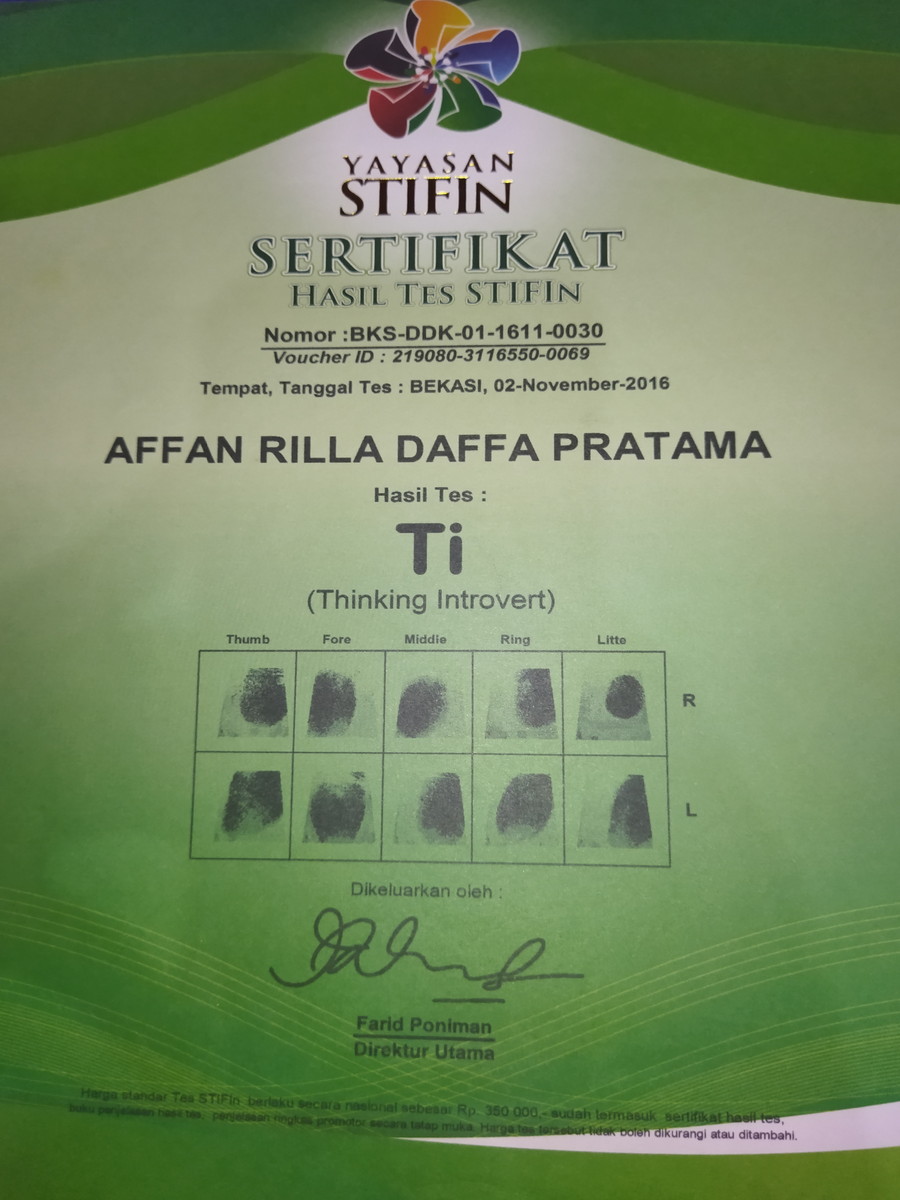 YAYASAN
STIFIn
SERTIFIKAT
HASIL TES STIFIn
Nomor :BKS-DDK-01-1611-0030
Voucher ID : 219080-3116550-0069
Tempat, Tanggal Tes : BEKASI, 02-November-2016
AFFAN RILLA DAFFA PRATAMA
Hasil Tes :
Ti
(Thinking Introvert)
Thumb Fore Middle Ring Litte
R
L
Dikeluarkan oleh :
Farid Poniman
Direktur Utama
Harga standar Tes STIFIn berlaku secara nasional sebesar Rp. 350 000,- sudah termasuk sertifikat hasil tes,
buku penjelasan hasil tes, penjelasan ringkas promotor secara tatap muka. Harga tes tersebut tidak boleh dikurangi atau ditambahi.